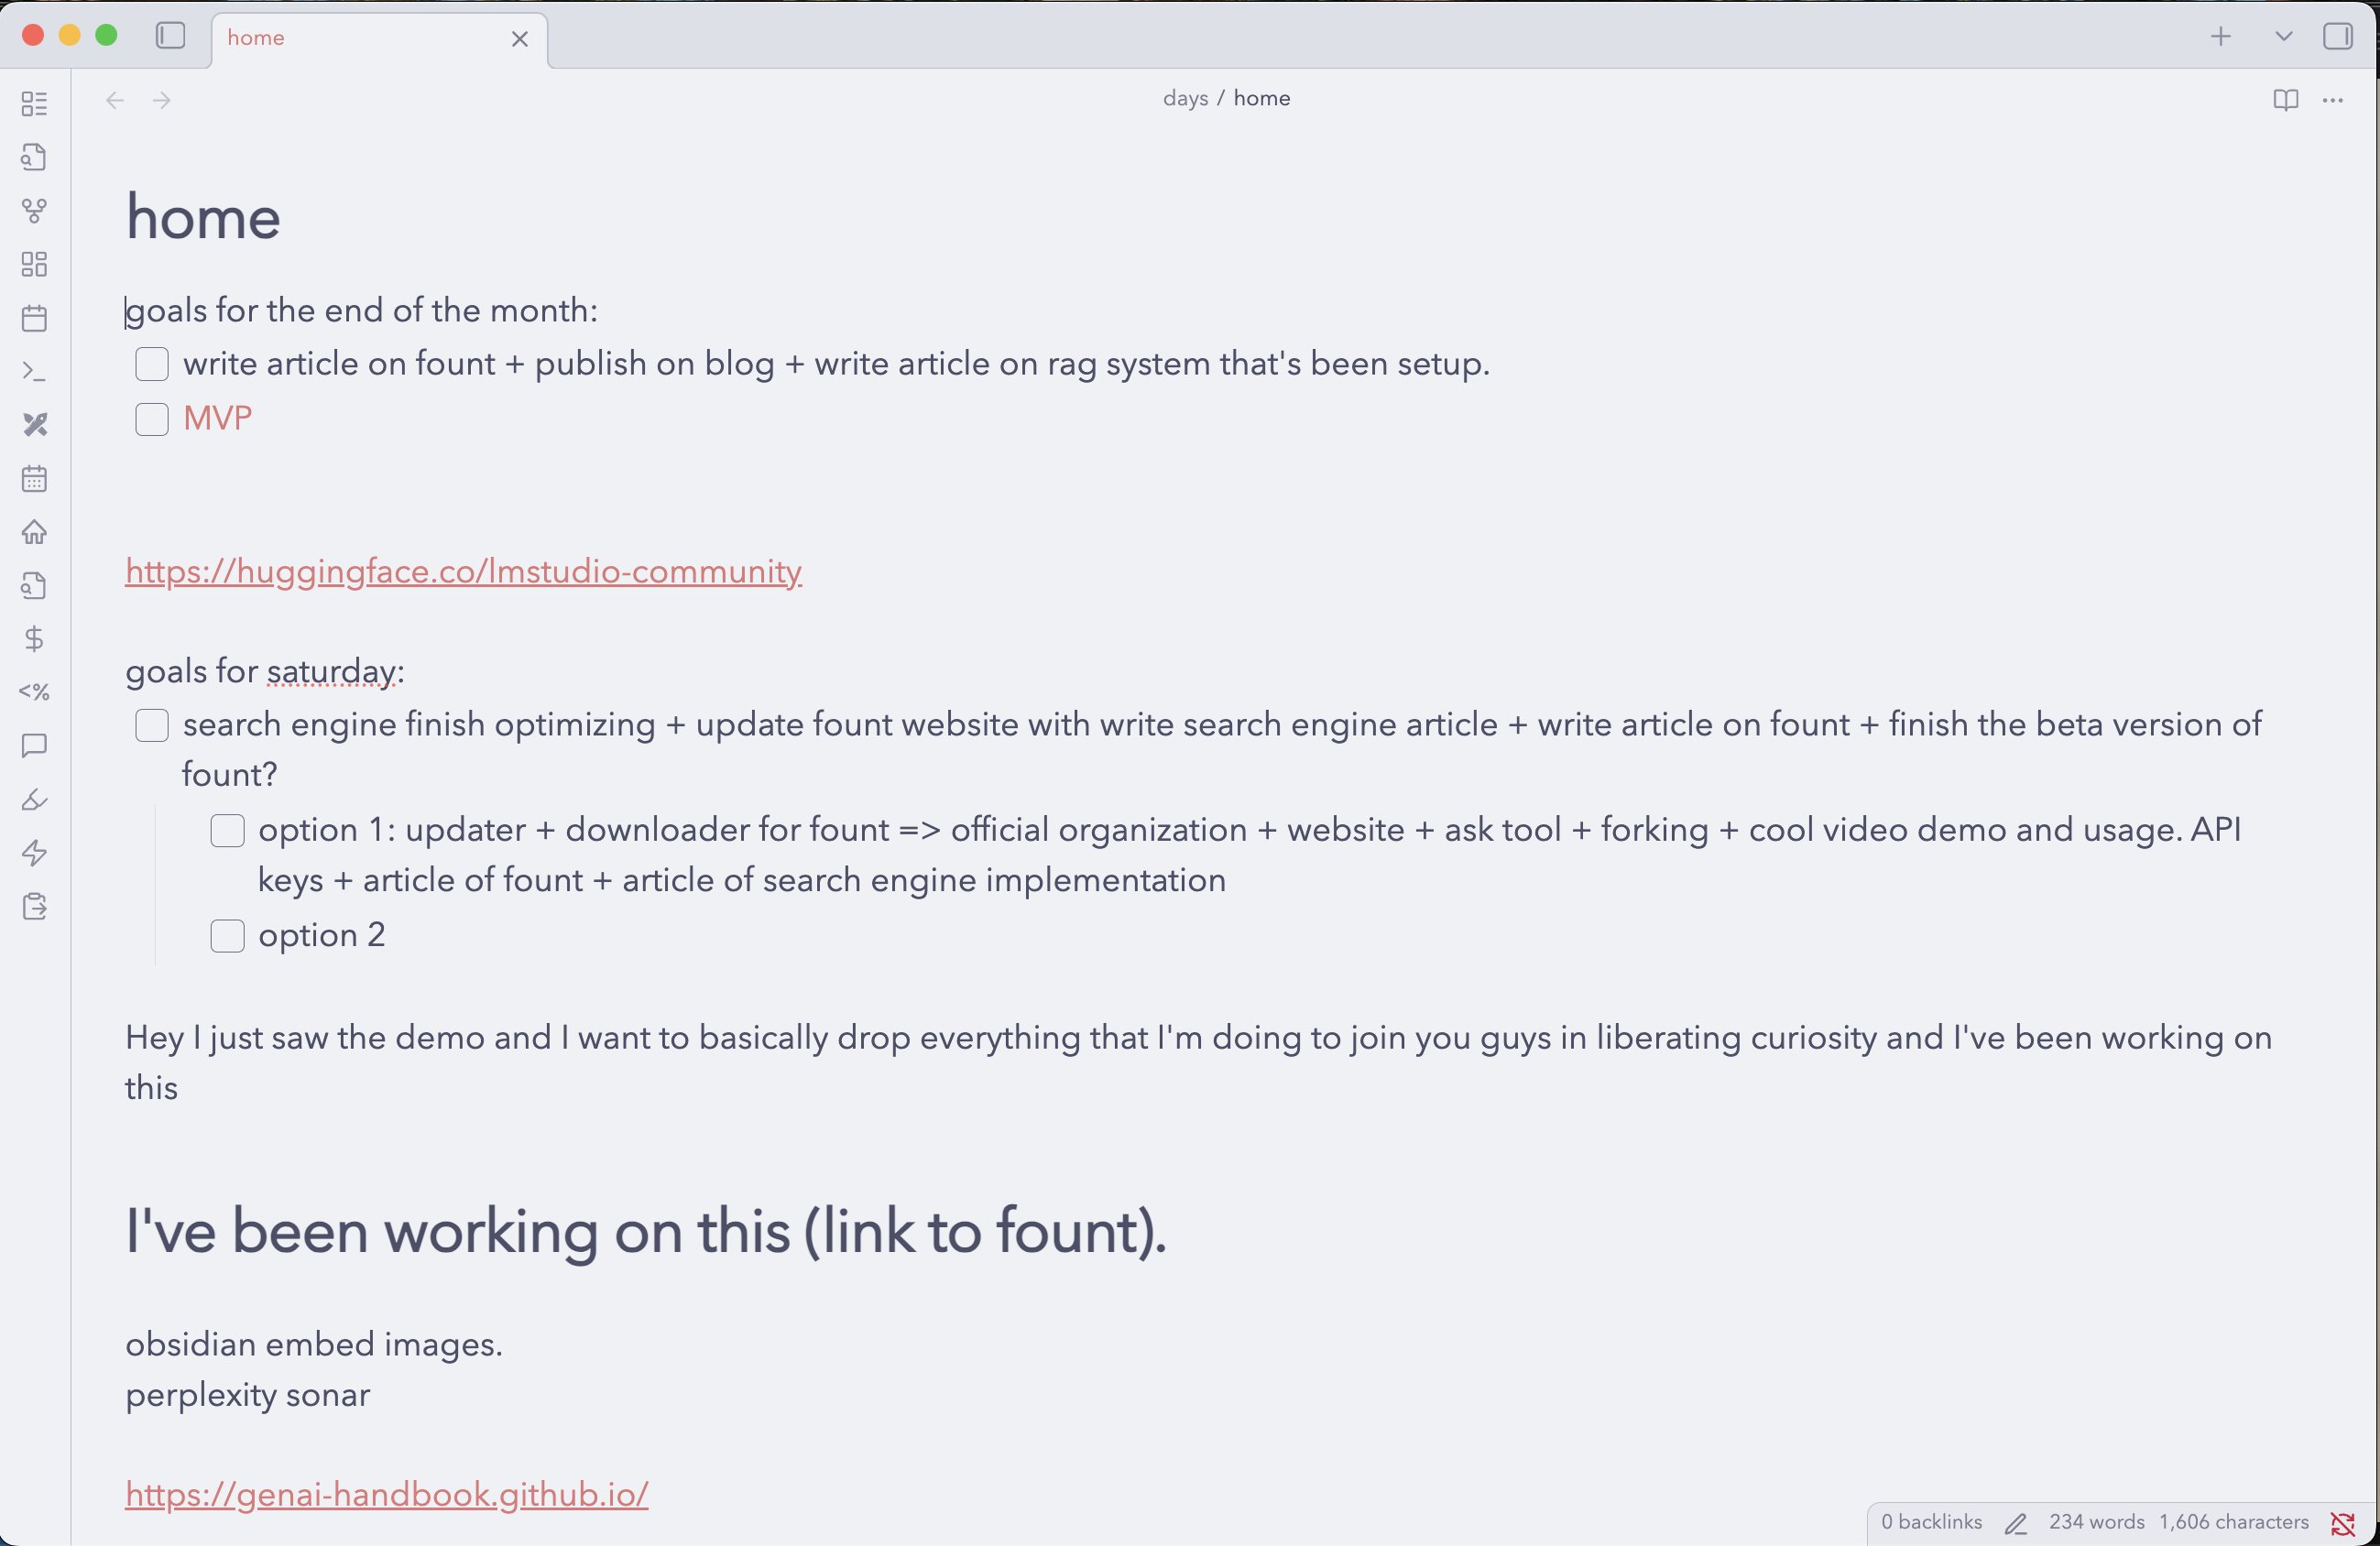 home
days / home
home
goals for the end of the month:
write article on fount + publish on blog + write article on rag system that's been setup.
MVP
https://huggingface.co/lmstudio-community
goals for saturday:
search engine finish optimizing + update fount website with write search engine article + write article on fount + finish the beta version of
fount?
option 1: updater + downloader for fount => official organization + website + ask tool + forking + cool video demo and usage. API
keys + article of fount + article of search engine implementation
option 2
Hey I just saw the demo and I want to basically drop everything that I'm doing to join you guys in liberating curiosity and I've been working on
this
I've been working on this (link to fount).
obsidian embed images.
perplexity sonar
https://genai-handbook.github.io/
0 backlinks 234 words 1,606 characters